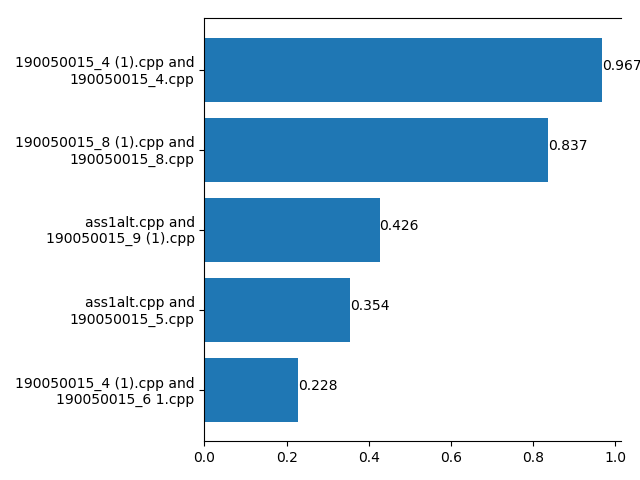 190050015_4 (1).cpp and
190050015_4.cpp
0.967
190050015_8 (1).cpp and
190050015_8.cpp
0.837
ass1alt.cpp and
190050015_9 (1).cpp
0.426
ass1alt.cpp and
190050015_5.cpp
0.354
190050015_4 (1).cpp and
190050015_6 1.cpp
0.228
0.0 0.2 0.4 0.6 0.8 1.0